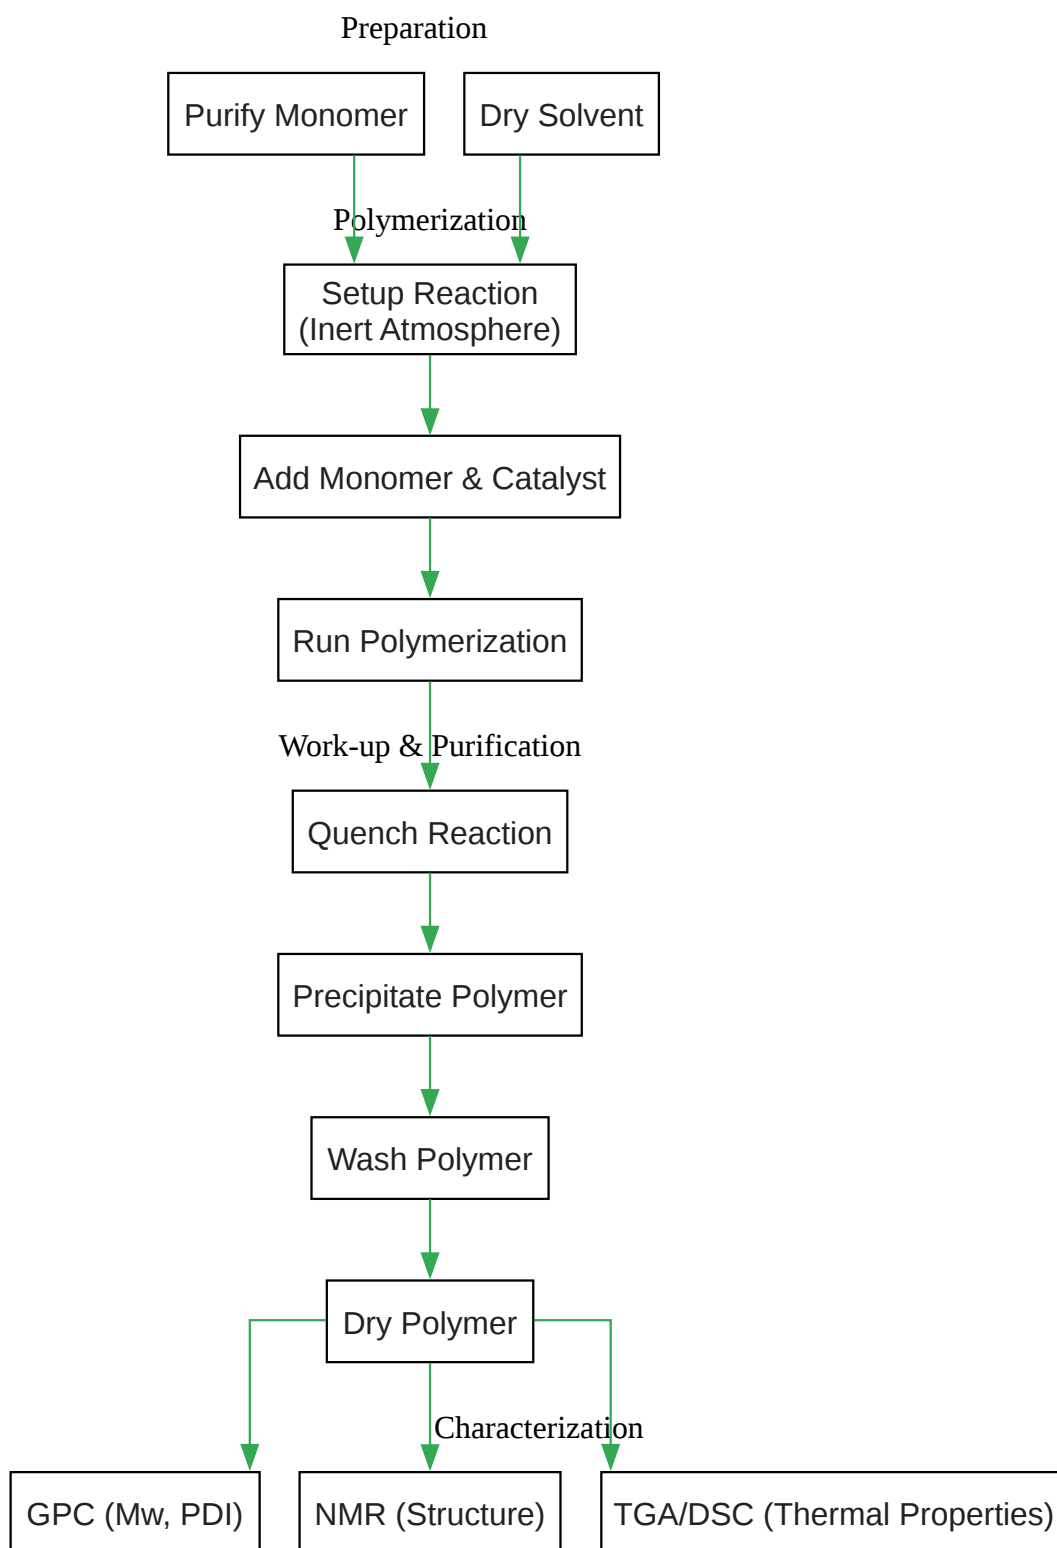 Preparation
Purify Monomer
Dry Solvent
Polymerization
Setup Reaction
(Inert Atmosphere)
Add Monomer & Catalyst
Run Polymerization
Work-up & Purification
Quench Reaction
Precipitate Polymer
Wash Polymer
Dry Polymer
Characterization
GPC (Mw, PDI)
NMR (Structure)
TGA/DSC (Thermal Properties)